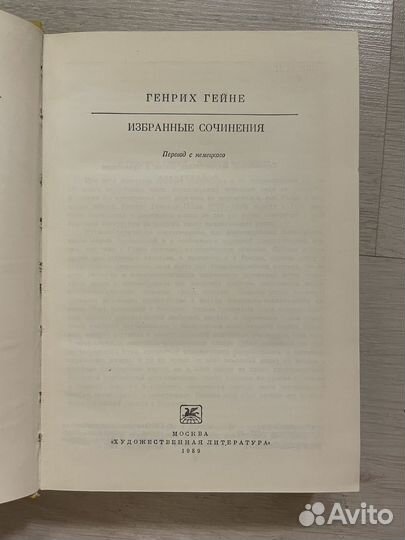 ГЕНРИХ ГЕЙНЕ
ИЗБРАННЫЕ СОЧИНЕНИЯ
Перевод с немецкого
МОСКВА
«ХУДОЖЕСТВЕННАЯ ЛИТЕРАТУРА»
1989
Avito